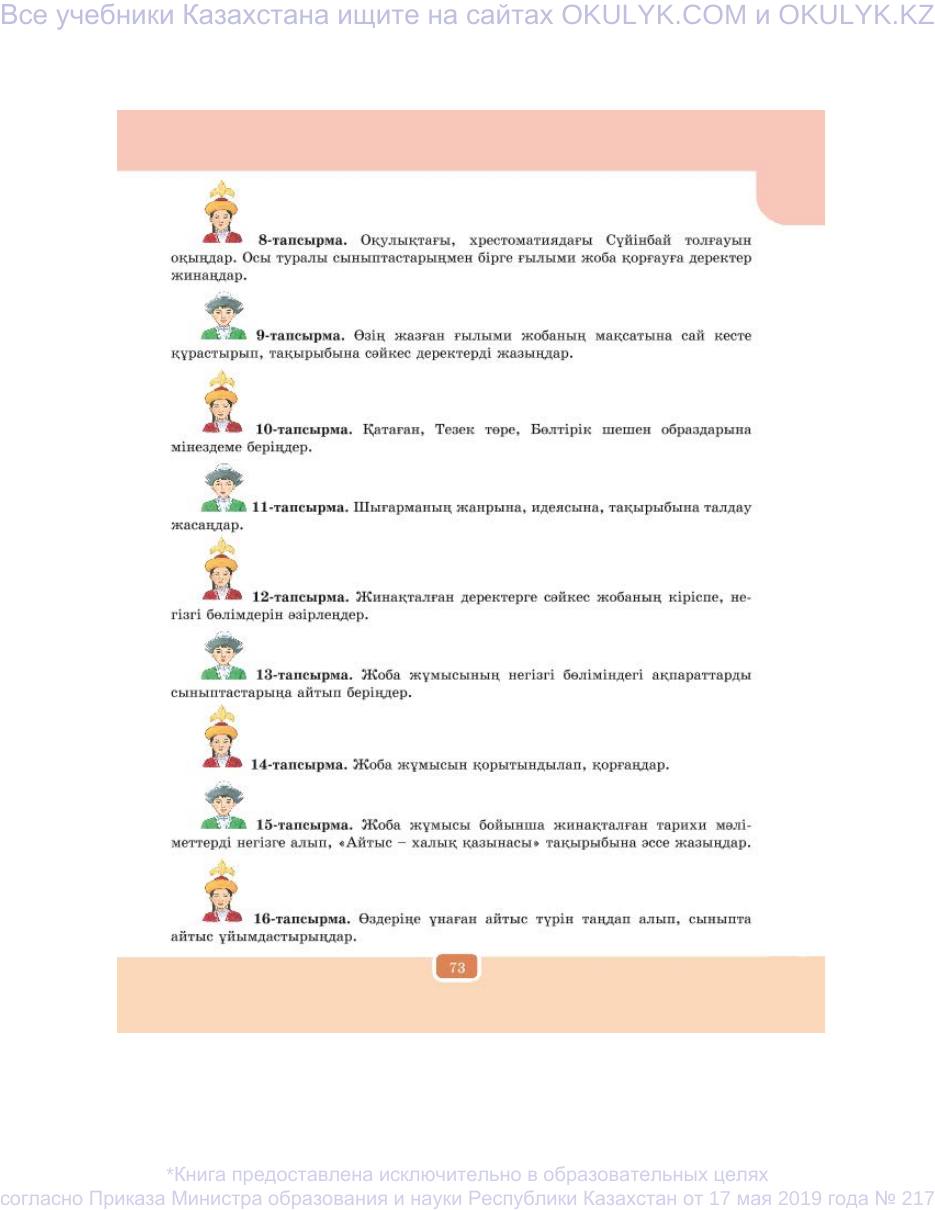 Все учебники Казахстана ищите на сайтах OKULYK.COM и OKULYK.KZ
8-тапсырма. Оқулықтағы, хрестоматиядағы Сүйінбай толғауын
оқыңдар. Осы туралы сыныптастарыңмен бірге ғылыми жоба қорғауға деректер
жинаңдар.
9-тапсырма. Өзің жазған ғылыми жобаның мақсатына сай кесте
құрастырып, тақырыбына сәйкес деректерді жазыңдар.
10-тапсырма. Қатаған, Тезек төре, Бөлтірік шешен образдарына
мінездеме беріңдер.
11-тапсырма. Шығарманың жанрына, идеясына, тақырыбына талдау
жасаңдар.
12-тапсырма. Жинақталған деректерге сәйкес жобаның кіріспе, не-
гізгі бөлімдерін әзірлеңдер.
13-тапсырма. Жоба жұмысының негізгі бөліміндегі ақпараттарды
сыныптастарыңа айтып беріңдер.
14-тапсырма. Жоба жұмысын қорытындылап, қорғаңдар.
15-тапсырма. Жоба жұмысы бойынша жинақталған тарихи мәлі-
меттерді негізге алып, «Айтыс – халық қазынасы» тақырыбына эссе жазыңдар.
16-тапсырма. Өздеріңе ұнаған айтыс түрін таңдап алып, сыныпта
айтыс ұйымдастырыңдар.
73
*Книга предоставлена исключительно в образовательных целях
согласно Приказа Министра образования и науки Республики Казахстан от 17 мая 2019 года № 217